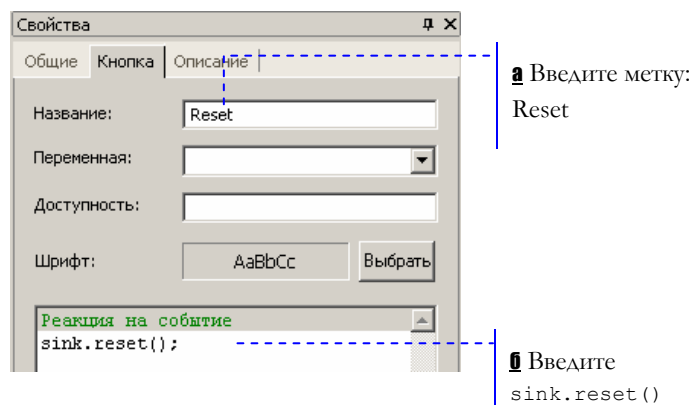 Свойства
Общие Кнопка Описание
Название: Reset
Переменная:
Доступность:
Шрифт: AaBbCc Выбрать
Реакция на событие
sink.reset();
а Введите метку:
Reset
б Введите
sink.reset()